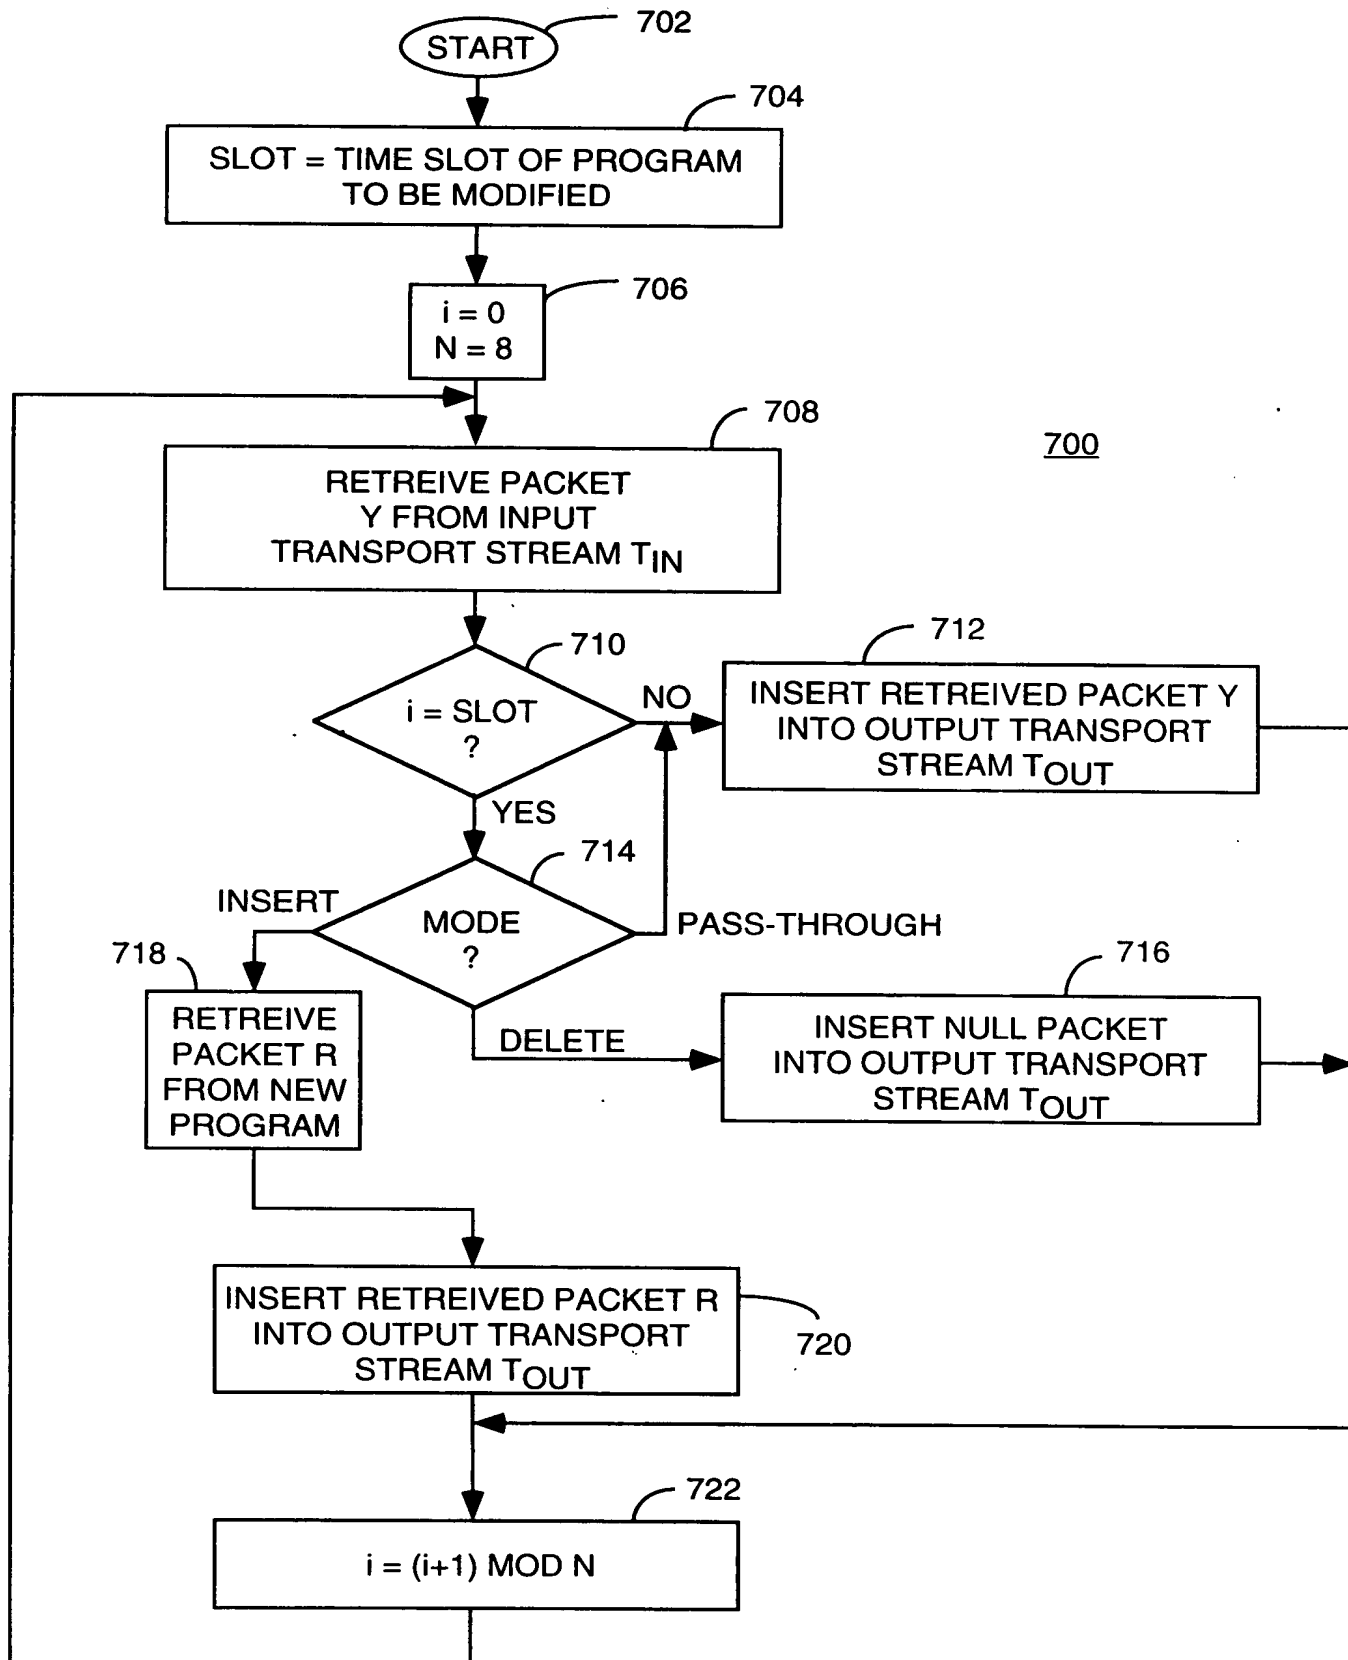 START
702
704
SLOT = TIME SLOT OF PROGRAM
TO BE MODIFIED
706
i = 0
N = 8
708
700
RETREIVE PACKET
Y FROM INPUT
TRANSPORT STREAM TIN
710
712
i = SLOT
?
NO
INSERT RETREIVED PACKET Y
INTO OUTPUT TRANSPORT
STREAM TOUT
YES
714
INSERT
MODE
?
PASS-THROUGH
718
716
RETREIVE
PACKET R
FROM NEW
PROGRAM
DELETE
INSERT NULL PACKET
INTO OUTPUT TRANSPORT
STREAM TOUT
INSERT RETREIVED PACKET R
INTO OUTPUT TRANSPORT
STREAM TOUT
720
722
i = (i+1) MOD N